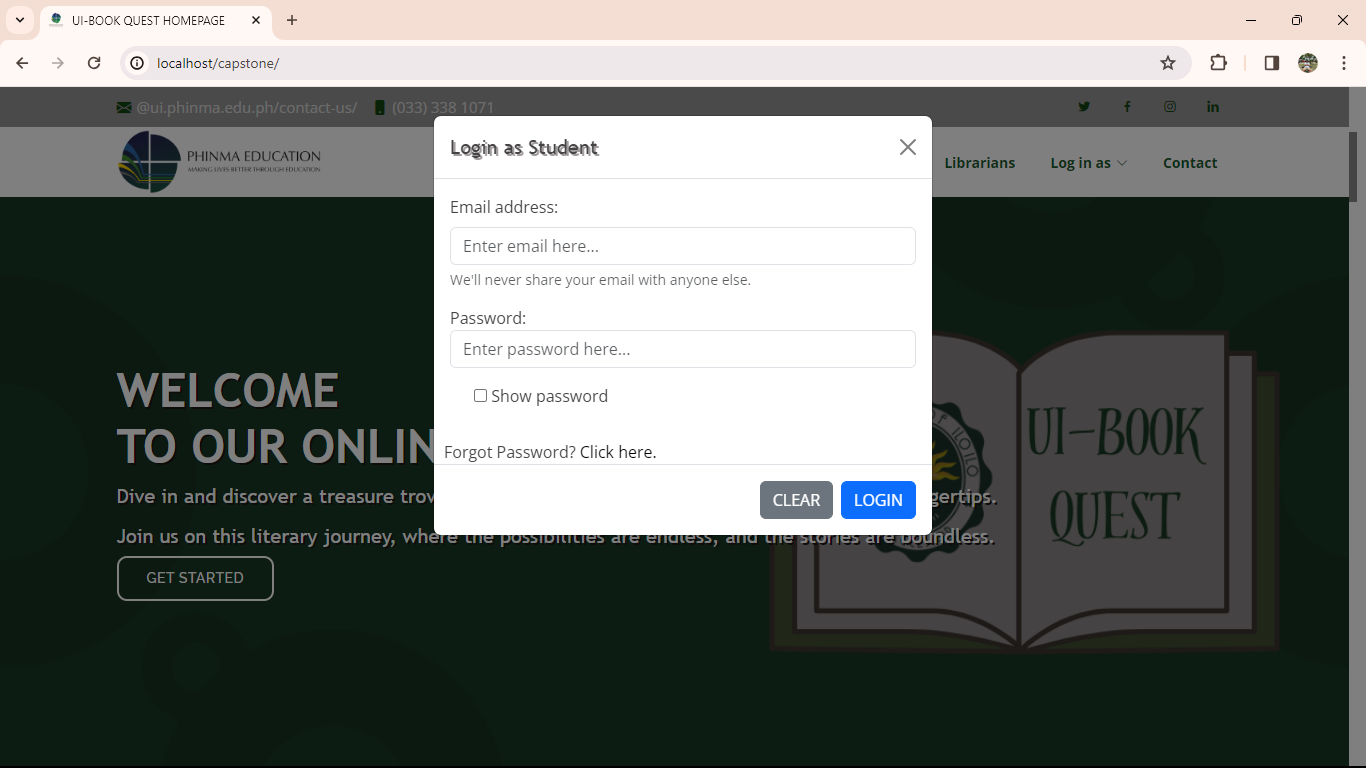 UI-BOOK QUEST HOMEPAGE
localhost/capstone/
@ui.phinma.edu.ph/contact-us/ (033) 338 1071
Login as Student
PHINMA EDUCATION
MAKING LIVES BETTER THROUGH EDUCATION
Librarians Log in as Contact
Email address:
Enter email here...
We'll never share your email with anyone else.
Password:
Enter password here...
Show password
Forgot Password? Click here.
CLEAR LOGIN
WELCOME
TO OUR ONLIN
Dive in and discover a treasure trov gertips.
Join us on this literary journey, where the possibilities are endless, and the stories are boundless.
GET STARTED
OF ILOILO
UI-BOOK
QUEST